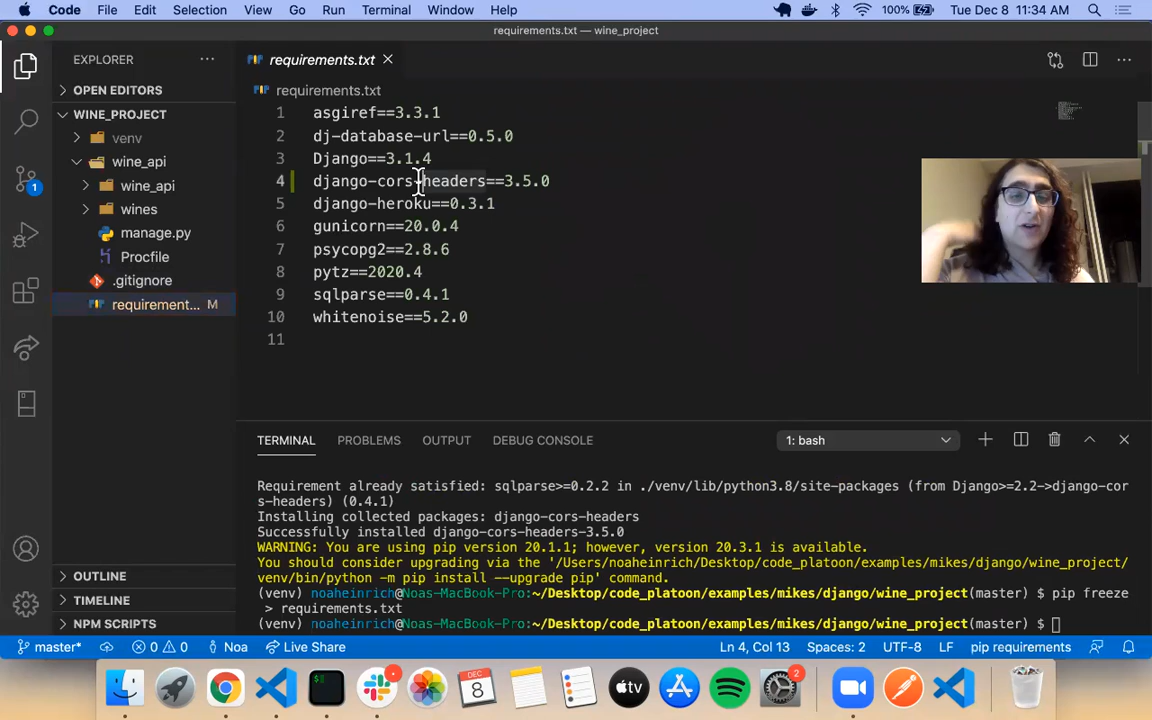 Code File Edit Selection View Go Run Terminal Window Help 100% Tue Dec 8 11:34 AM
requirements.txt — wine_project
EXPLORER
requirements.txt
OPEN EDITORS
requirements.txt
WINE_PROJECT
venv
wine_api
wine_api
wines
manage.py
Procfile
.gitignore
requirement... M
1
OUTLINE
TIMELINE
NPM SCRIPTS
1 asgiref==3.3.1
2 dj-database-url==0.5.0
3 Django==3.1.4
4 django-cors-headers==3.5.0
5 django-heroku==0.3.1
6 gunicorn==20.0.4
7 psycopg2==2.8.6
8 pytz==2020.4
9 sqlparse==0.4.1
10 whitenoise==5.2.0
11
TERMINAL PROBLEMS OUTPUT DEBUG CONSOLE 1: bash
Requirement already satisfied: sqlparse>=0.2.2 in ./venv/lib/python3.8/site-packages (from Django>=2.2->django-cor
s-headers) (0.4.1)
Installing collected packages: django-cors-headers
Successfully installed django-cors-headers-3.5.0
WARNING: You are using pip version 20.1.1; however, version 20.3.1 is available.
You should consider upgrading via the '/Users/noaheinrich/Desktop/code_platoon/examples/mikes/django/wine_project/
venv/bin/python -m pip install --upgrade pip' command.
(venv) noaheinrich@Noas-MacBook-Pro:~/Desktop/code_platoon/examples/mikes/django/wine_project(master) $ pip freeze
> requirements.txt
(venv) noaheinrich@Noas-MacBook-Pro:~/Desktop/code_platoon/examples/mikes/django/wine_project(master) $
master* 0 0 Noa Live Share Ln 4, Col 13 Spaces: 2 UTF-8 LF pip requirements
DEC
8
tv
2